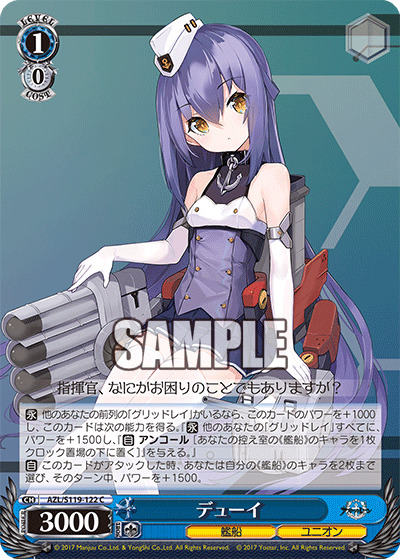 LEVEL
1
0
COST
SAMPLE
指揮官、なにかお困りのことでもありますか?
永 他のあなたの前列の「グリッドレイ」がいるなら、このカードのパワーを+1000
し、このカードは次の能力を得る。『永 他のあなたの「グリッドレイ」すべてに、
パワーを+1500し、『自 アンコール [あなたの控え室の《艦船》のキャラを1枚
クロック置場の下に置く]』を与える。』
自 このカードがアタックした時、あなたは自分の《艦船》のキャラを2枚まで
選び、そのターン中、パワーを+1500。
AZL/S119-122 C
3000
デューイ
艦船
ユニオン
© 2017 Manjuu Co.,Ltd. & YongShi Co.,Ltd. All Rights Reserved. © 2017 Yostar, Inc. All Rights Reserved.